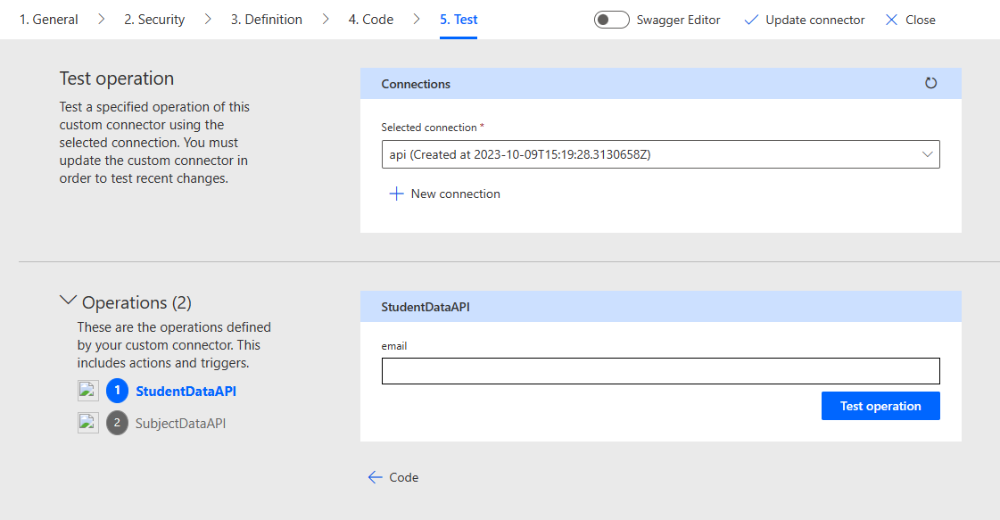 1. General
2. Security
3. Definition
4. Code
5. Test
Swagger Editor
Update connector
Close
Test operation
Test a specified operation of this
custom connector using the
selected connection. You must
update the custom connector in
order to test recent changes.
Connections
Selected connection *
api (Created at 2023-10-09T15:19:28.3130658Z)
New connection
Operations (2)
These are the operations defined
by your custom connector. This
includes actions and triggers.
1 StudentDataAPI
2 SubjectDataAPI
StudentDataAPI
email
Test operation
Code